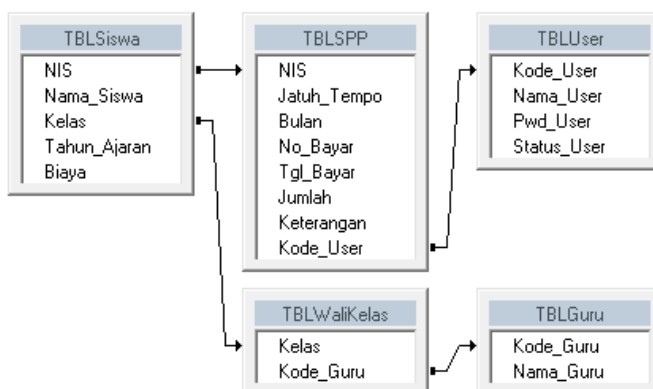 TBLSiswa
NIS
Nama_Siswa
Kelas
Tahun_Ajaran
Biaya
TBLSPP
NIS
Jatuh_Tempo
Bulan
No_Bayar
Tgl_Bayar
Jumlah
Keterangan
Kode_User
TBLUser
Kode_User
Nama_User
Pwd_User
Status_User
TBLWaliKelas
Kelas
Kode_Guru
TBLGuru
Kode_Guru
Nama_Guru